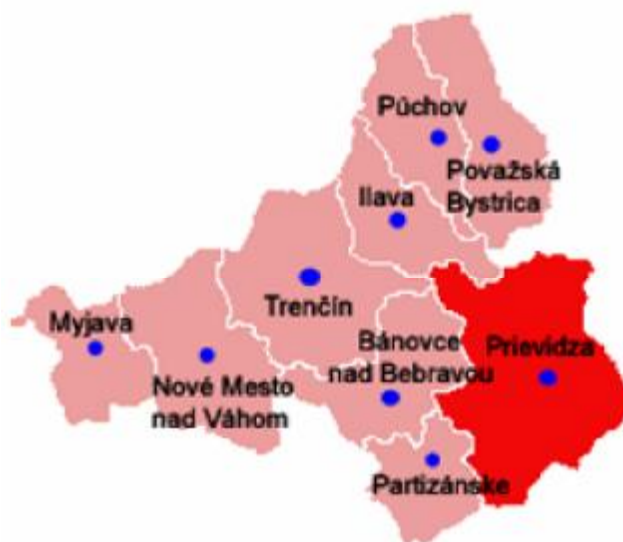 Púchov
Považská
Bystrica
Ilava
Trenčín
Myjava
Bánovce
nad Bebravou
Prievidza
Nové Mesto
nad Váhom
Partizánske